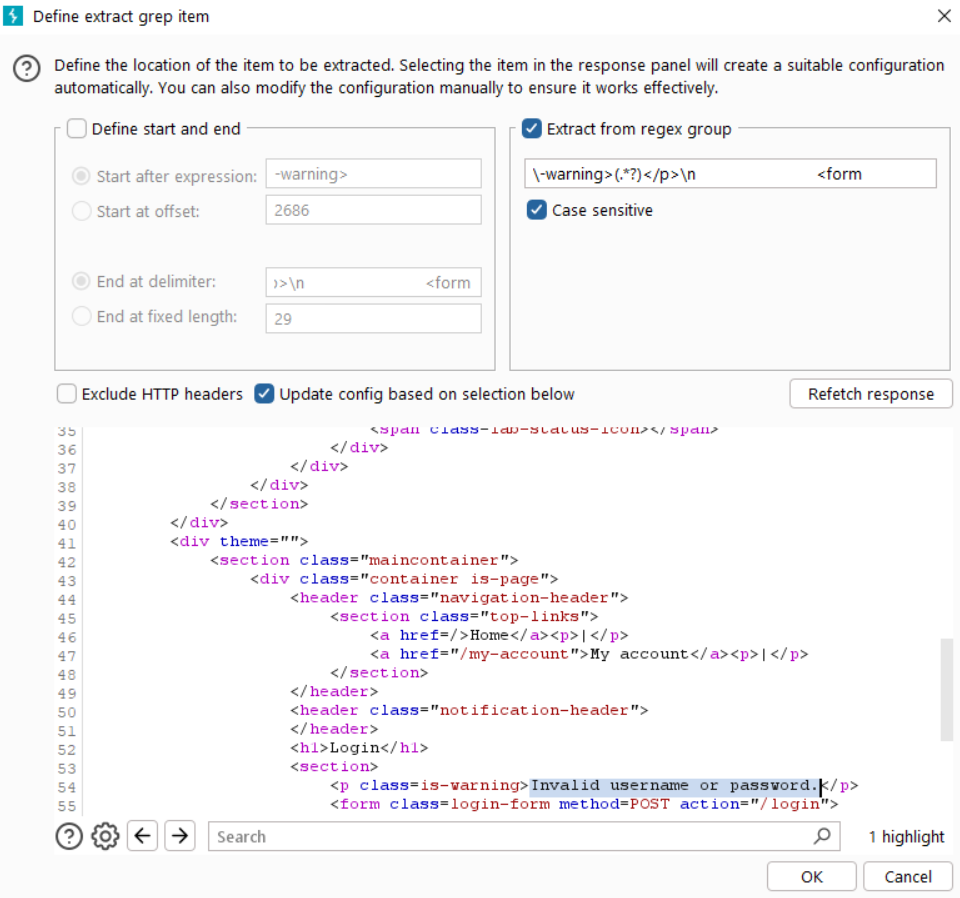 Define extract grep item
Define the location of the item to be extracted. Selecting the item in the response panel will create a suitable configuration
automatically. You can also modify the configuration manually to ensure it works effectively.
Define start and end
Start after expression: -warning>
Start at offset: 2686
End at delimiter: >\n <form
End at fixed length: 29
Extract from regex group
\-warning>(.*?)</p>\n <form
Case sensitive
Exclude HTTP headers Update config based on selection below Refetch response
35 <span class=lab-status-icon></span>
36 </div>
37 </div>
38 </div>
39 </section>
40 </div>
41 <div theme="">
42 <section class="maincontainer">
43 <div class="container is-page">
44 <header class="navigation-header">
45 <section class="top-links">
46 <a href=/>Home</a><p>|</p>
47 <a href="/my-account">My account</a><p>|</p>
48 </section>
49 </header>
50 <header class="notification-header">
51 </header>
52 <h1>Login</h1>
53 <section>
54 <p class=is-warning>Invalid username or password.</p>
55 <form class=login-form method=POST action="/login">
Search 1 highlight
OK Cancel